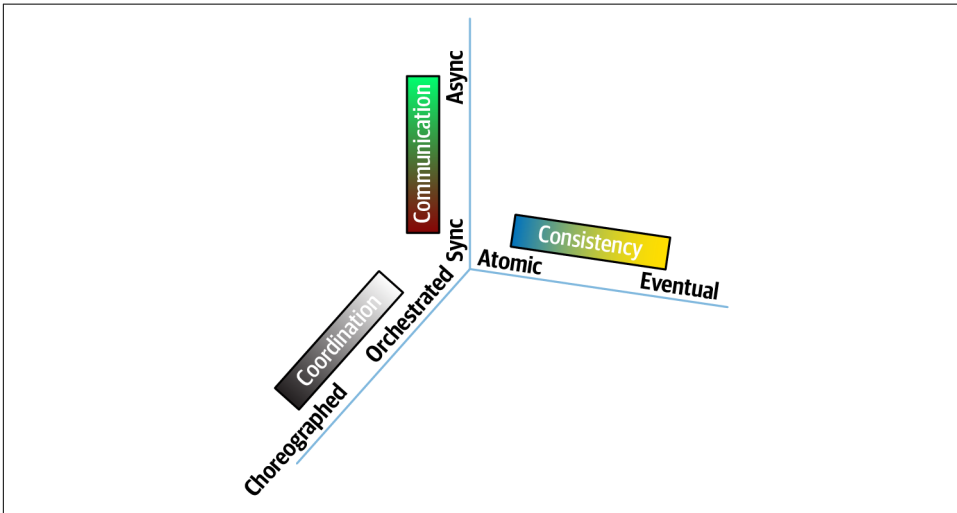 Async
Communication
Sync
Consistency
Atomic
Eventual
Orchestrated
Coordination
Choreographed